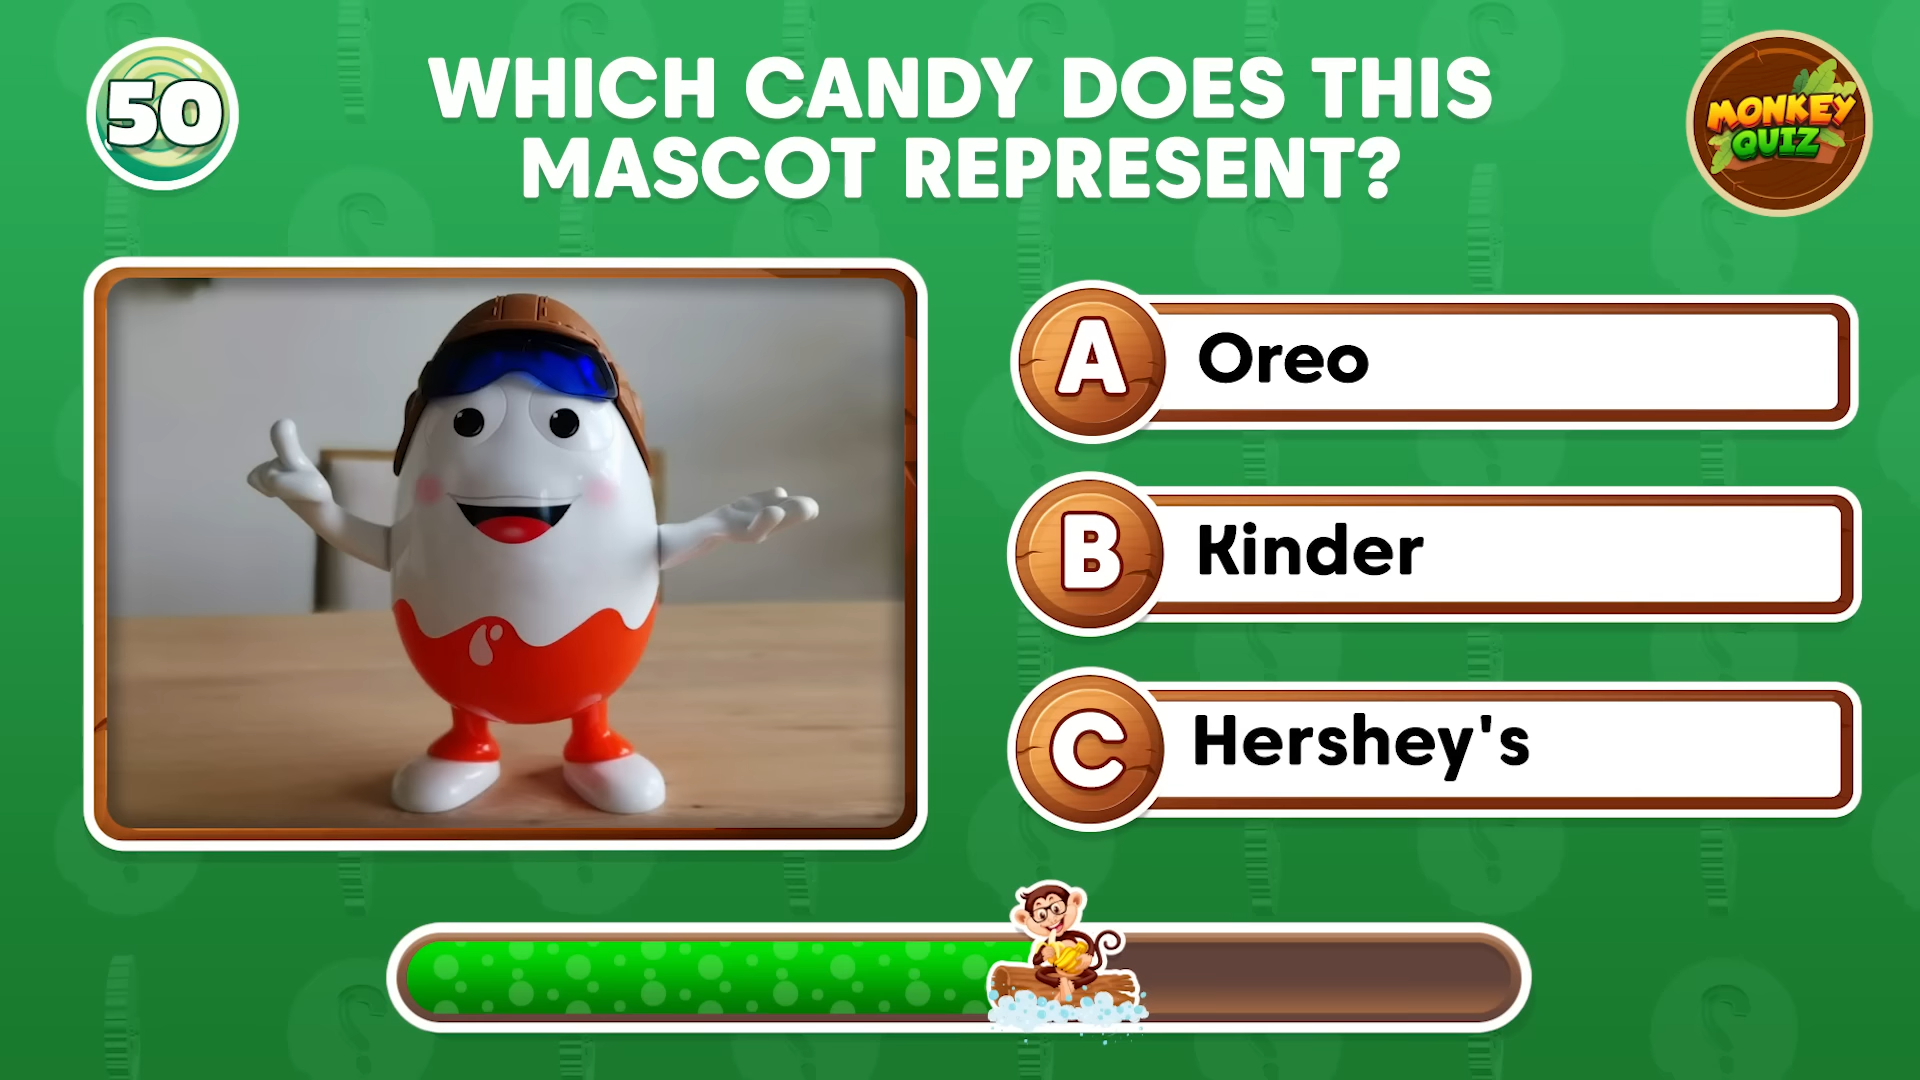 50
WHICH CANDY DOES THIS
MASCOT REPRESENT?
MONKEY
QUIZ
A
Oreo
B
Kinder
C
Hershey's